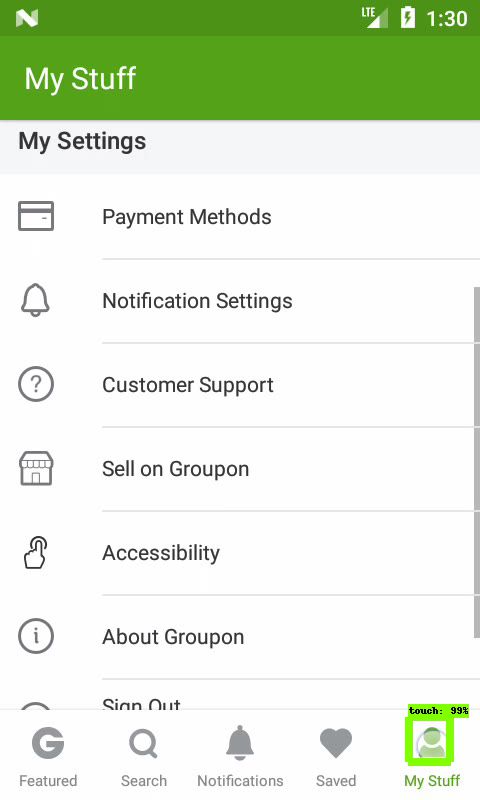 LTE 1:30
My Stuff
My Settings
Payment Methods
Notification Settings
Customer Support
Sell on Groupon
Accessibility
About Groupon
Sign Out
touch: 99%
Featured Search Notifications Saved My Stuff